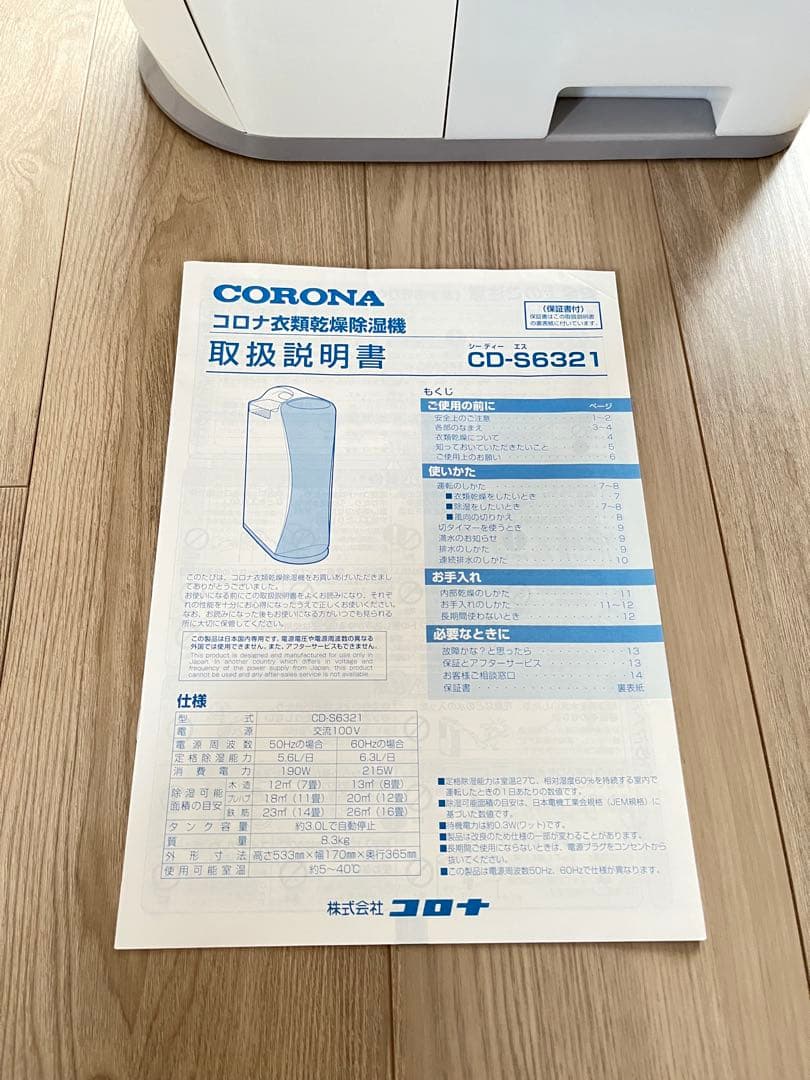 CORONA
コロナ衣類乾燥除湿機
取扱説明書
シーディー エス
CD-S6321
(保証書付)
保証書はこの取扱説明書
の裏表紙に付いています。
もくじ
ご使用の前に ページ
安全上のご注意 1~2
各部のなまえ 3~4
衣類乾燥について 4
知っておいていただきたいこと 5
ご使用上のお願い 6
使いかた
運転のしかた 7~8
■衣類乾燥をしたいとき 7
■除湿をしたいとき 7~8
■風向の切りかえ 8
切タイマーを使うとき 9
満水のお知らせ 9
排水のしかた 9
連続排水のしかた 10
お手入れ
内部乾燥のしかた 11
お手入れのしかた 11~12
長期間使わないとき 12
必要なときに
故障かな?と思ったら 13
保証とアフターサービス 13
お客様ご相談窓口 14
保証書 裏表紙
このたびは、コロナ衣類乾燥除湿機をお買いあげいただきまし
てありがとうございました。
お使いになる前にこの取扱説明書をよくお読みになり、それぞ
れの性能を十分にお心得になったうえで正しくお使いください。
なお、お読みになった後もお使いになる方がいつでも見られる
所に大切に保管してください。
この製品は日本国内専用です。電源電圧や電源周波数の異なる
外国では使用できません。また、アフターサービスもできません。
This product is designed and manufactured for use only in
Japan. In another country which differs in voltage and
frequency of the power supply from Japan, this product
cannot be used and any after-sales service is not available.
仕様
型式 CD-S6321
電源 交流100V
電源周波数 50Hzの場合 60Hzの場合
定格除湿能力 5.6L/日 6.3L/日
消費電力 190W 215W
除湿可能面積の目安 木造 12㎡(7畳) 13㎡(8畳)
プレハブ 18㎡(11畳) 20㎡(12畳)
鉄筋 23㎡(14畳) 26㎡(16畳)
タンク容量 約3.0Lで自動停止
質量 8.3kg
外形寸法 高さ533mm×幅170mm×奥行365mm
使用可能室温 約5~40℃
■定格除湿能力は室温27℃、相対湿度60%を持続する室内で
運転したときの1日あたりの数値です。
■除湿可能面積の目安は、日本電機工業会規格(JEM規格)に
基づいた数値です。
■待機電力は約0.3W(ワット)です。
■製品は改良のため仕様の一部が変わることがあります。
■長期間ご使用にならないときは、電源プラグをコンセントから
抜いてください。
■この製品は電源周波数50Hz、60Hzで仕様が異なります。
株式会社 コロナ